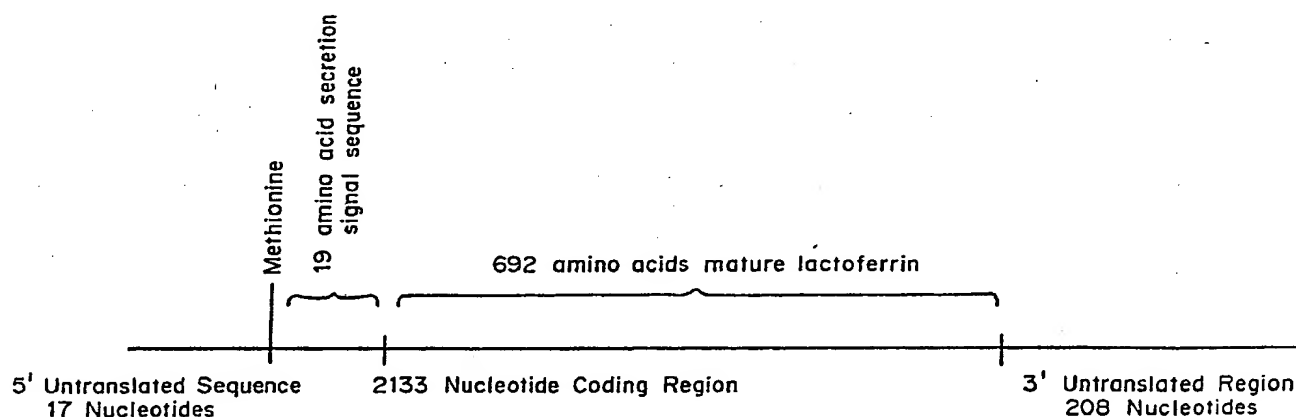 Methionine
19 amino acid secretion
signal sequence
692 amino acids mature lactoferrin
5' Untranslated Sequence
17 Nucleotides
2133 Nucleotide Coding Region
3' Untranslated Region
208 Nucleotides